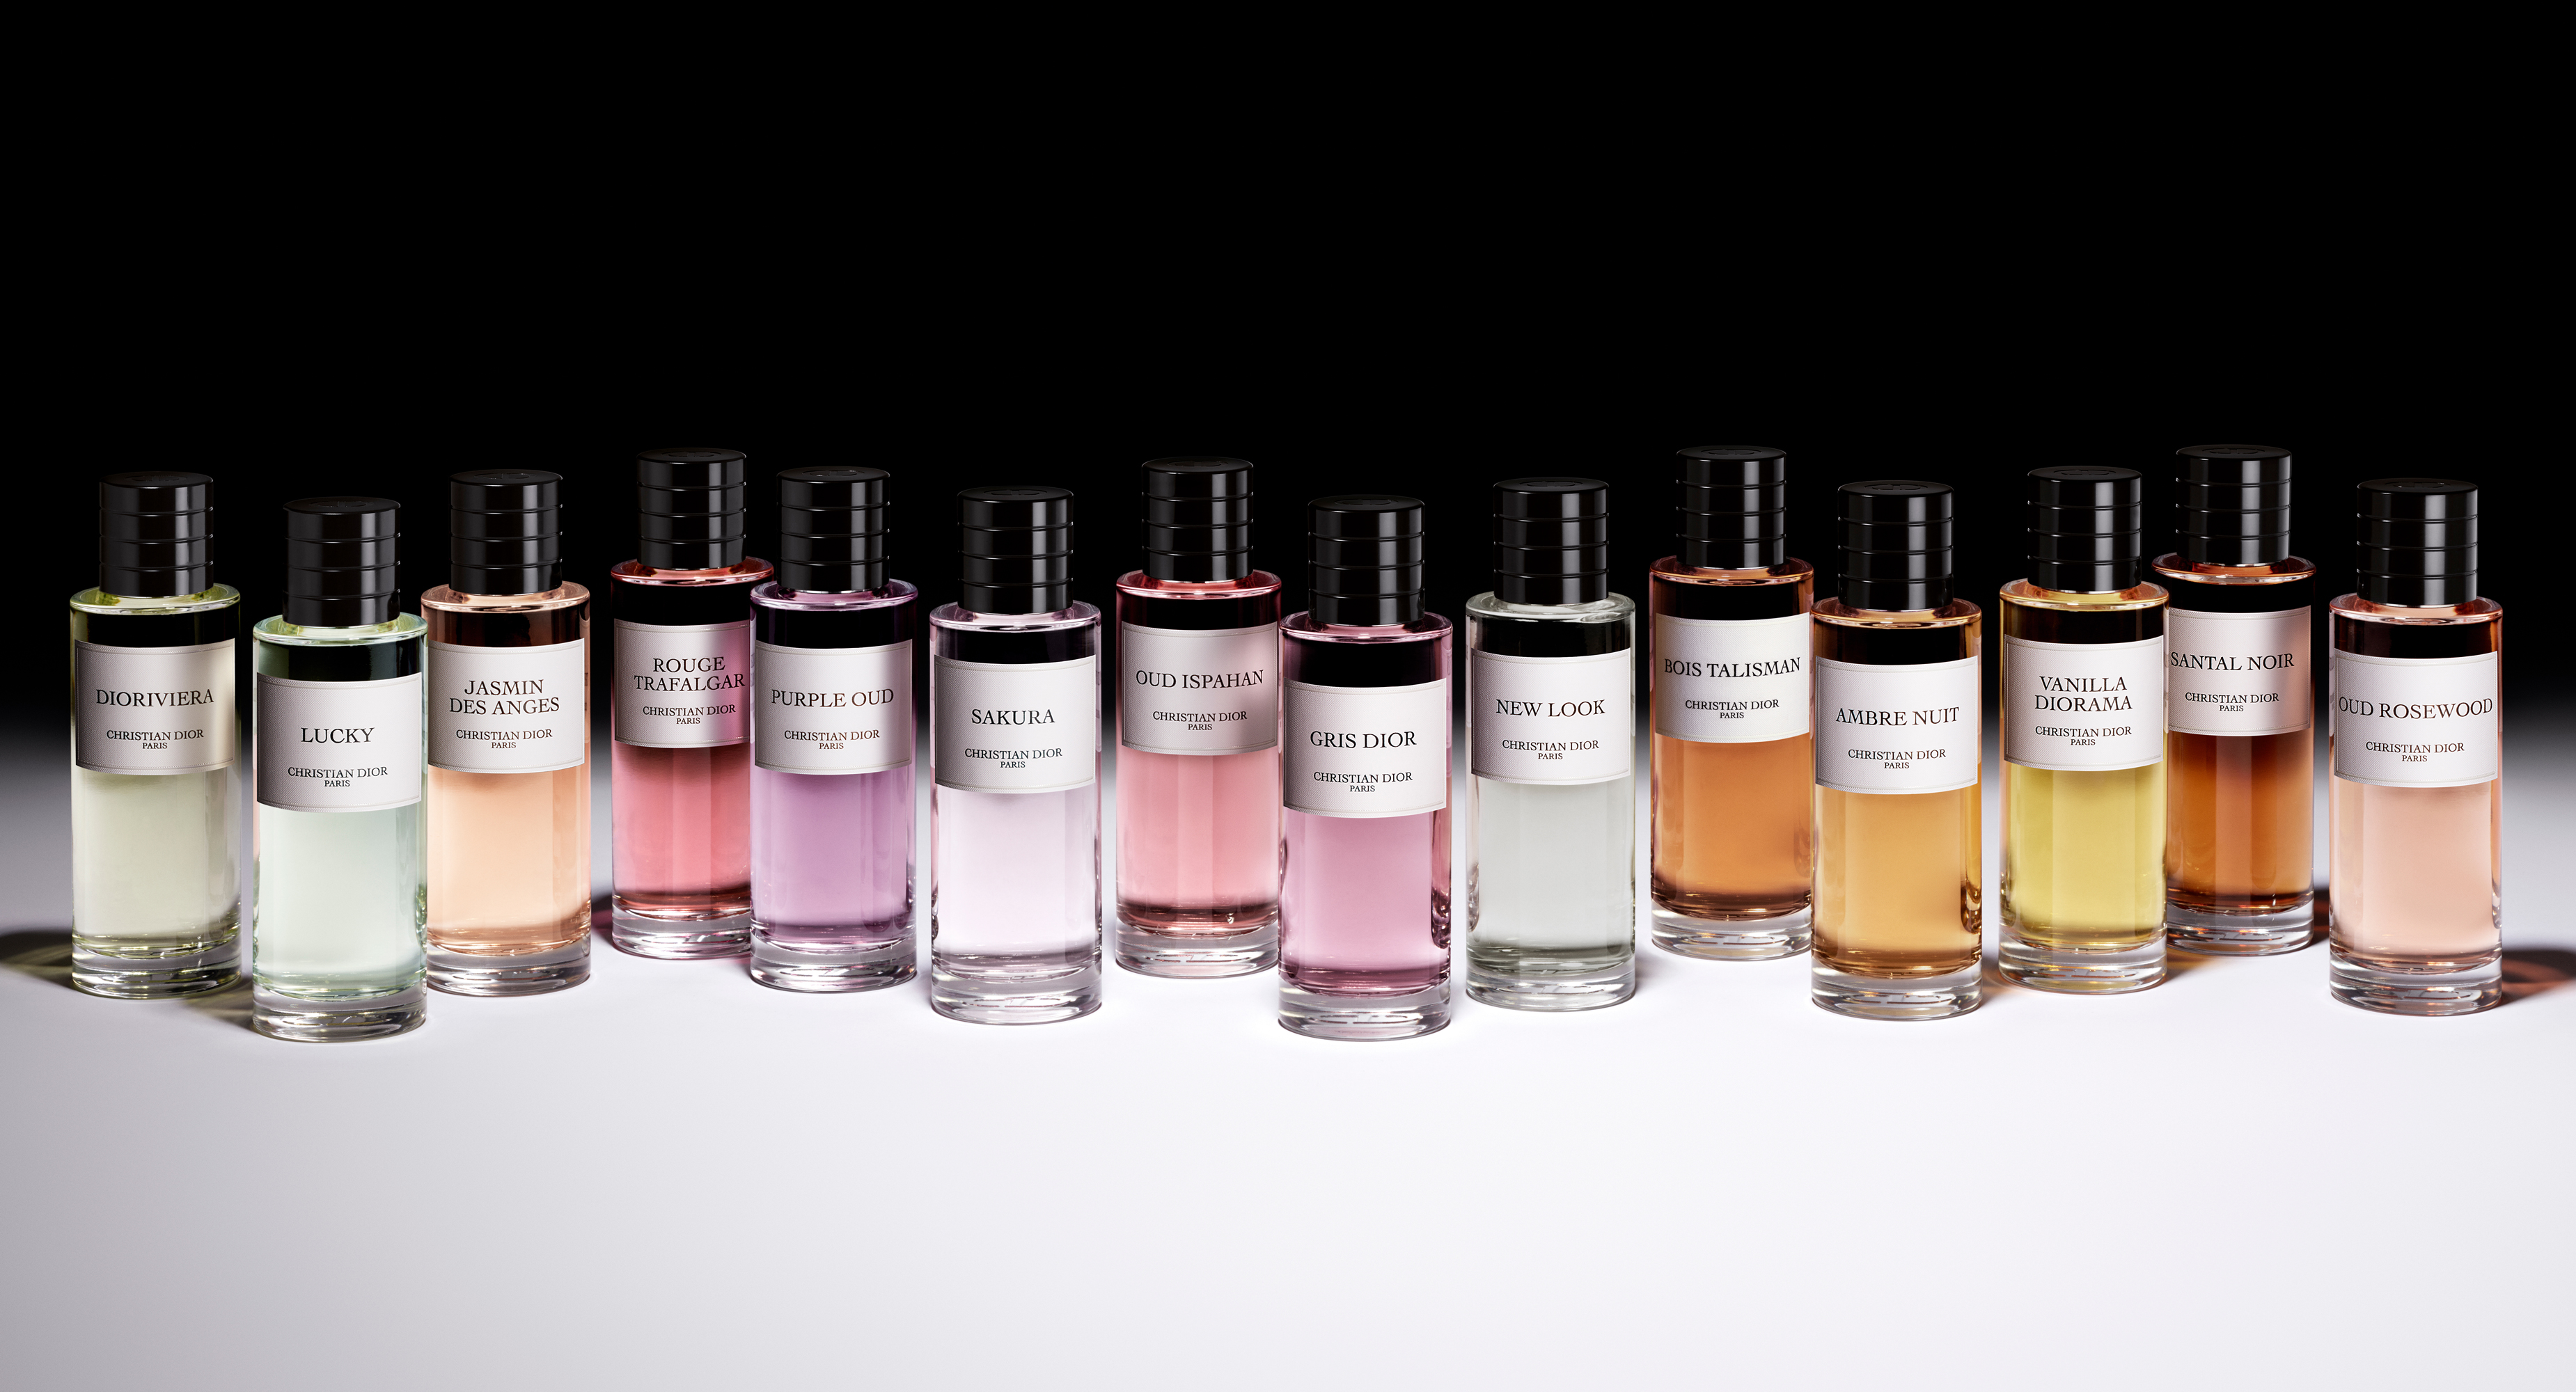 DIORIVIERA
CHRISTIAN DIOR
PARIS
LUCKY
CHRISTIAN DIOR
PARIS
JASMIN
DES ANGES
CHRISTIAN DIOR
PARIS
ROUGE
TRAFALGAR
CHRISTIAN DIOR
PARIS
PURPLE OUD
CHRISTIAN DIOR
PARIS
SAKURA
CHRISTIAN DIOR
PARIS
OUD ISPAHAN
CHRISTIAN DIOR
PARIS
GRIS DIOR
CHRISTIAN DIOR
PARIS
NEW LOOK
CHRISTIAN DIOR
PARIS
BOIS TALISMAN
CHRISTIAN DIOR
PARIS
AMBRE NUIT
CHRISTIAN DIOR
PARIS
VANILLA
DIORAMA
CHRISTIAN DIOR
PARIS
SANTAL NOIR
CHRISTIAN DIOR
PARIS
OUD ROSEWOOD
CHRISTIAN DIOR
PARIS